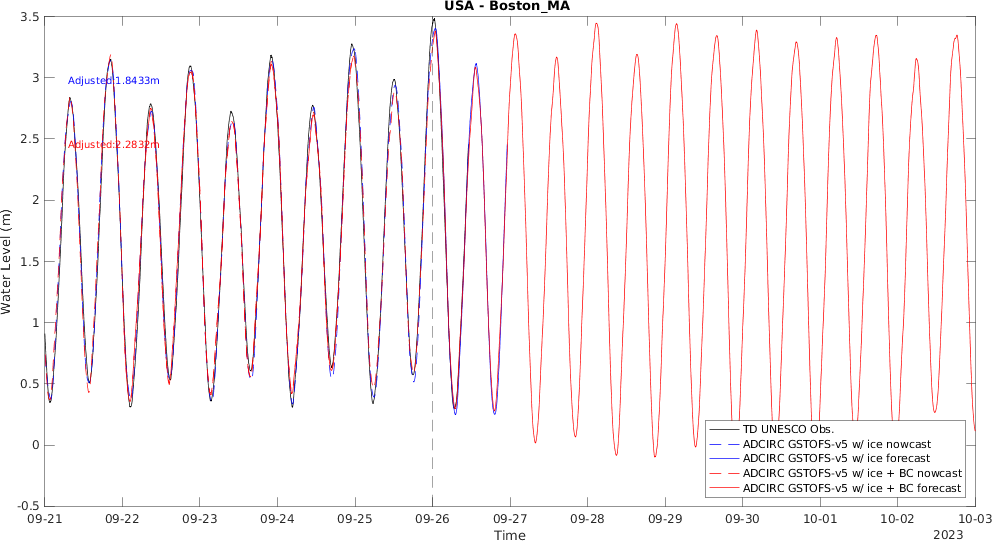 USA - Boston_MA
3.5
3
2.5
2
1.5
1
0.5
0
-0.5
Water Level (m)
Adjusted:1.8433m
Adjusted:2.2832m
TD UNESCO Obs.
ADCIRC GSTOFS-v5 w/ ice nowcast
ADCIRC GSTOFS-v5 w/ ice forecast
ADCIRC GSTOFS-v5 w/ ice + BC nowcast
ADCIRC GSTOFS-v5 w/ ice + BC forecast
09-21 09-22 09-23 09-24 09-25 09-26 09-27 09-28 09-29 09-30 10-01 10-02 10-03
Time
2023